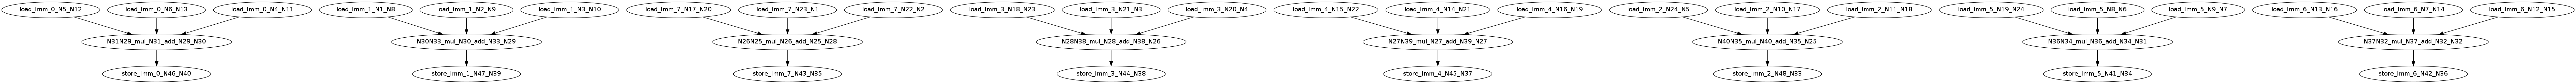 load_lmm_0_N5_N12 load_lmm_0_N6_N13 load_lmm_0_N4_N11 load_lmm_1_N1_N8 load_lmm_1_N2_N9 load_lmm_1_N3_N10 load_lmm_7_N17_N20 load_lmm_7_N23_N1 load_lmm_7_N22_N2 load_lmm_3_N18_N23 load_lmm_3_N21_N3 load_lmm_3_N20_N4 load_lmm_4_N15_N22 load_lmm_4_N14_N21 load_lmm_4_N16_N19 load_lmm_2_N24_N5 load_lmm_2_N10_N17 load_lmm_2_N11_N18 load_lmm_5_N19_N24 load_lmm_5_N8_N6 load_lmm_5_N9_N7 load_lmm_6_N13_N16 load_lmm_6_N7_N14 load_lmm_6_N12_N15
N31N29_mul_N31_add_N29_N30 N30N33_mul_N30_add_N33_N29 N26N25_mul_N26_add_N25_N28 N28N38_mul_N28_add_N38_N26 N27N39_mul_N27_add_N39_N27 N40N35_mul_N40_add_N35_N25 N36N34_mul_N36_add_N34_N31 N37N32_mul_N37_add_N32_N32
store_lmm_0_N46_N40 store_lmm_1_N47_N39 store_lmm_7_N43_N35 store_lmm_3_N44_N38 store_lmm_4_N45_N37 store_lmm_2_N48_N33 store_lmm_5_N41_N34 store_lmm_6_N42_N36